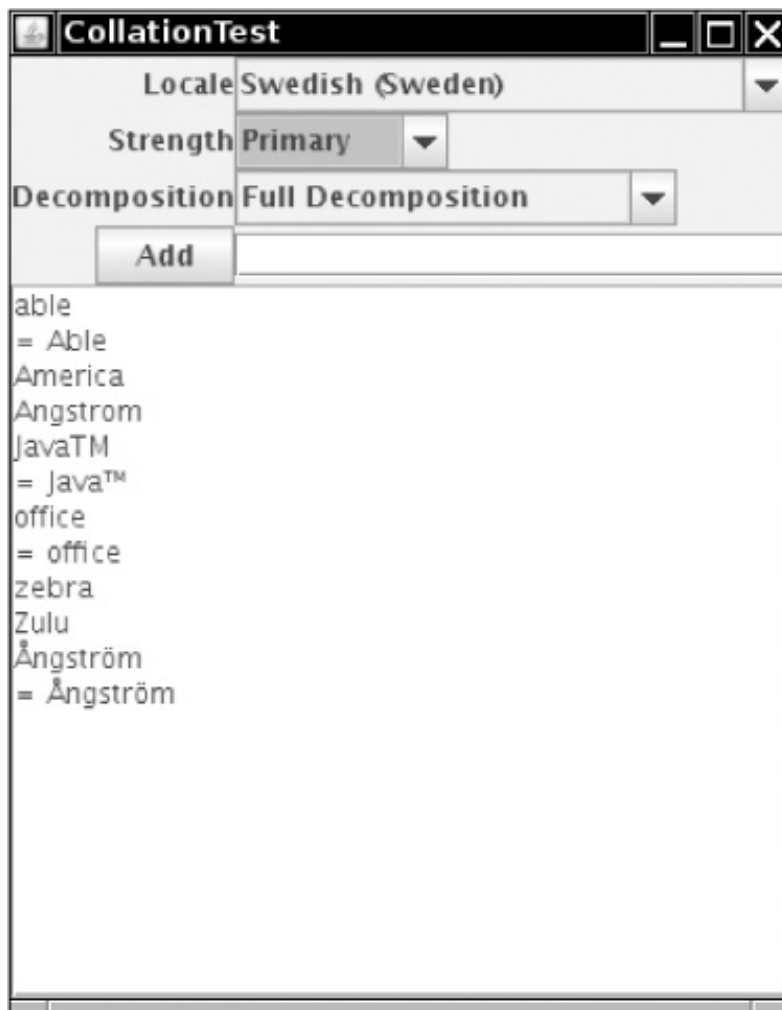 CollationTest
Locale Swedish (Sweden)
Strength Primary
Decomposition Full Decomposition
Add
able
= Able
America
Angstrom
JavaTM
= Java™
office
= office
zebra
Zulu
Ångström
= Ångström